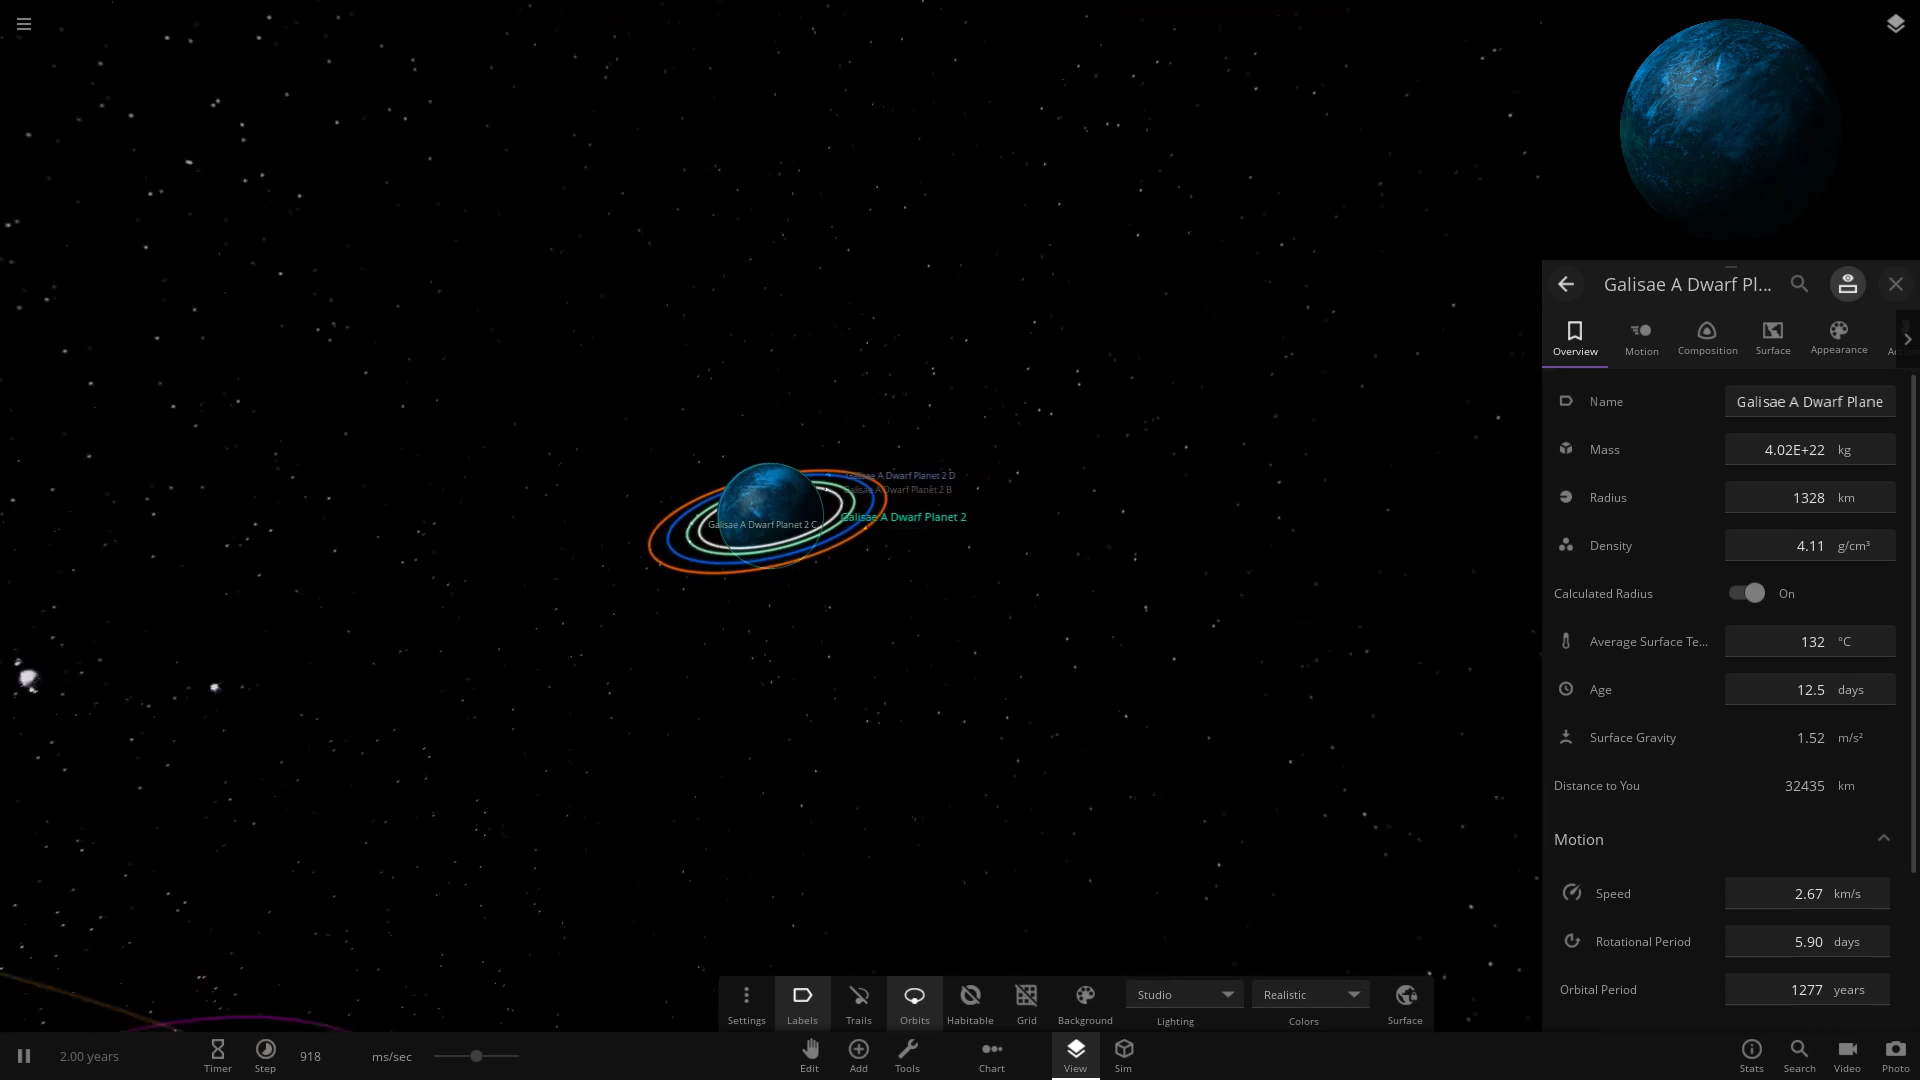 Galisae A Dwarf Pl...
Overview
Motion
Composition
Surface
Appearance
Name
Galisae A Dwarf Plane
Mass
4.02E+22 kg
Radius
1328 km
Density
4.11 g/cm³
Calculated Radius
On
Average Surface Te...
132 °C
Age
12.5 days
Surface Gravity
1.52 m/s²
Distance to You
32435 km
Motion
Speed
2.67 km/s
Rotational Period
5.90 days
Orbital Period
1277 years
Galisae A Dwarf Planet 2 D
Galisae A Dwarf Planet 2 B
Galisae A Dwarf Planet 2
Galisae A Dwarf Planet 2 C
Settings
Labels
Trails
Orbits
Habitable
Grid
Background
Studio
Lighting
Realistic
Colors
Surface
2.00 years
Timer
Step
918 ms/sec
Edit
Add
Tools
Chart
View
Sim
Stats
Search
Video
Photo